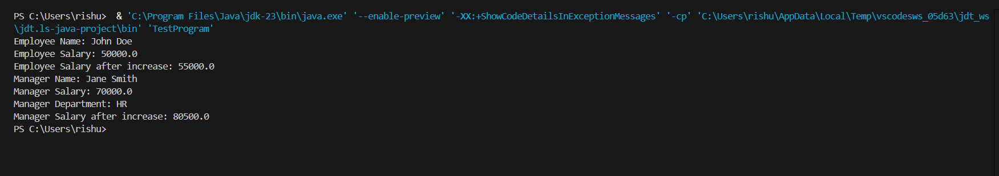 PS C:\Users\rishu>  & 'C:\Program Files\Java\jdk-23\bin\java.exe' '--enable-preview' '-XX:+ShowCodeDetailsInExceptionMessages' '-cp' 'C:\Users\rishu\AppData\Local\Temp\vscodesws_05d63\jdt_ws
\jdt.ls-java-project\bin' 'TestProgram'
Employee Name: John Doe
Employee Salary: 50000.0
Employee Salary after increase: 55000.0
Manager Name: Jane Smith
Manager Salary: 70000.0
Manager Department: HR
Manager Salary after increase: 80500.0
PS C:\Users\rishu>